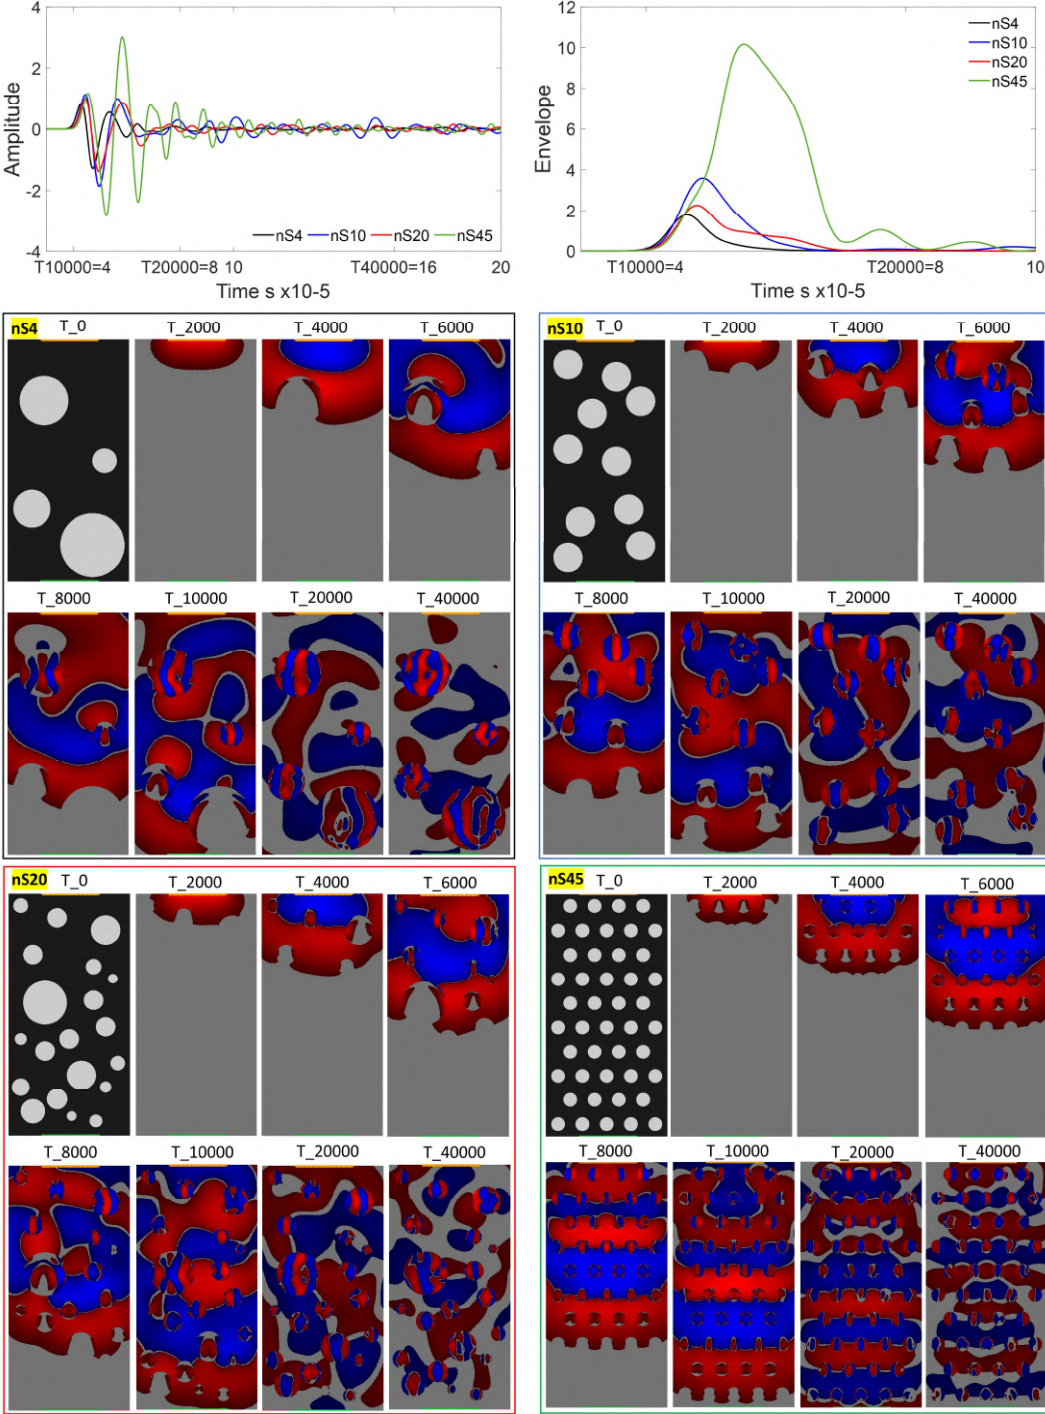 4
2
0
-2
-4
Amplitude
nS4 nS10 nS20 nS45
T10000=4 T20000=8 10 T40000=16 20
Time s x10-5
12
10
8
6
4
2
0
Envelope
nS4
nS10
nS20
nS45
T10000=4 T20000=8 10
Time s x10-5
nS4 T_0 T_2000 T_4000 T_6000
T_8000 T_10000 T_20000 T_40000
nS10 T_0 T_2000 T_4000 T_6000
T_8000 T_10000 T_20000 T_40000
nS20 T_0 T_2000 T_4000 T_6000
T_8000 T_10000 T_20000 T_40000
nS45 T_0 T_2000 T_4000 T_6000
T_8000 T_10000 T_20000 T_40000